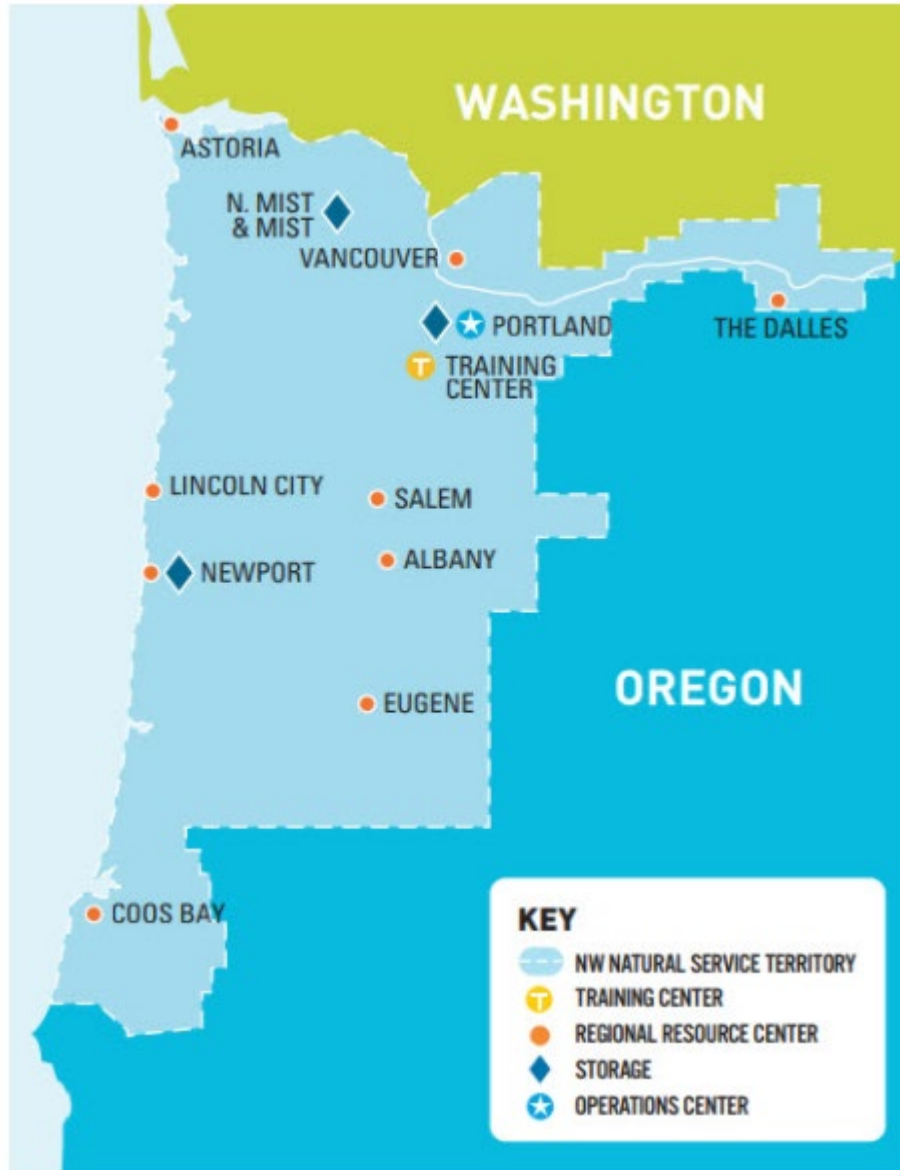 WASHINGTON
ASTORIA
N. MIST
& MIST
VANCOUVER
PORTLAND
THE DALLES
T
TRAINING
CENTER
LINCOLN CITY
SALEM
NEWPORT
ALBANY
EUGENE
OREGON
COOS BAY
KEY
NW NATURAL SERVICE TERRITORY
T
TRAINING CENTER
REGIONAL RESOURCE CENTER
STORAGE
OPERATIONS CENTER